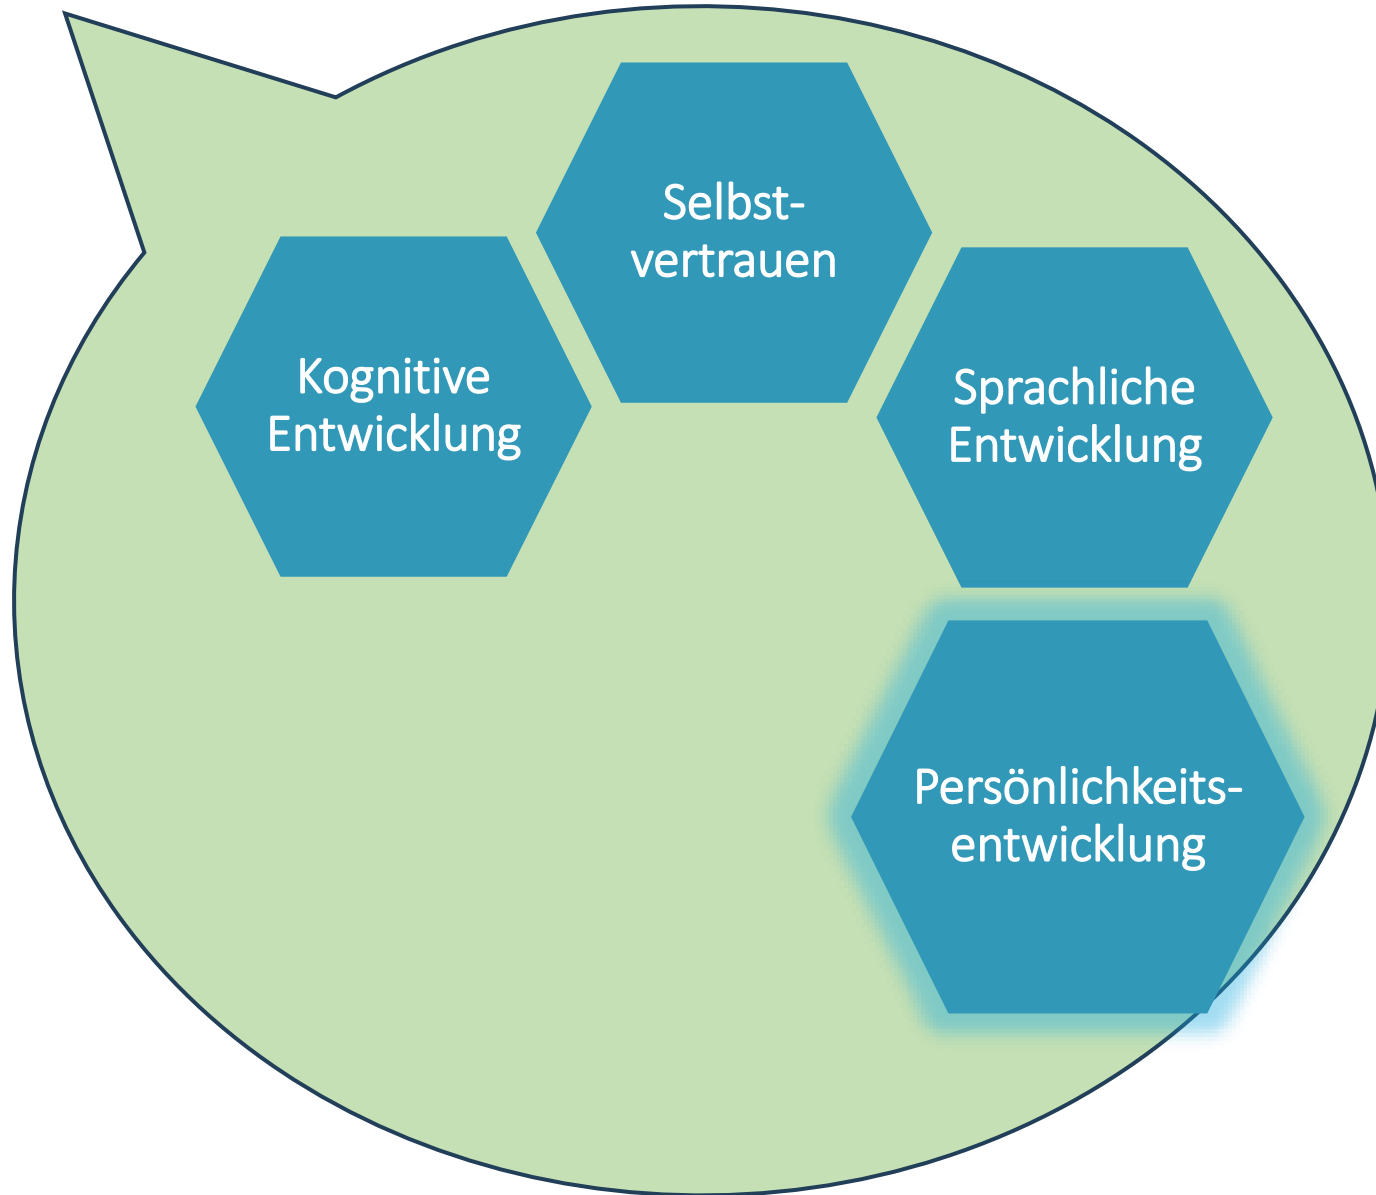 Selbst-
vertrauen
Kognitive
Entwicklung
Sprachliche
Entwicklung
Persönlichkeits-
entwicklung